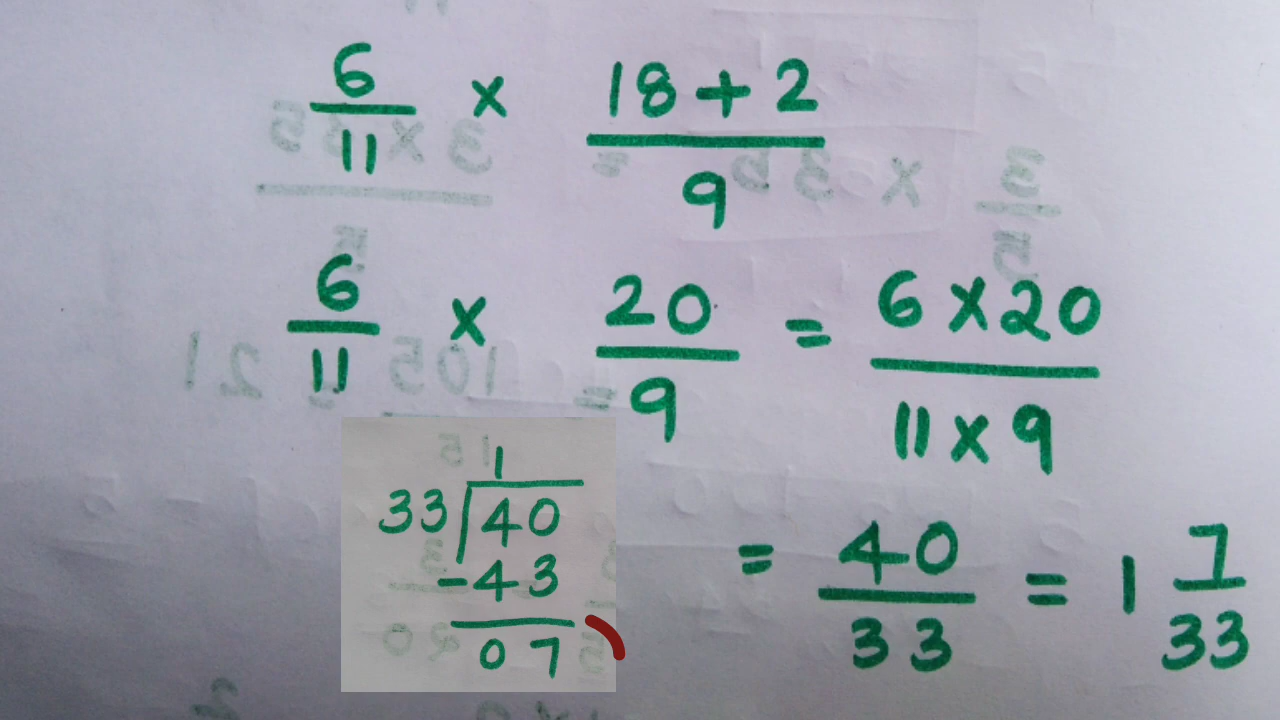 6/11 × 18+2/9
6/11 × 20/9 = 6×20/11×9
= 40/33 = 1 7/33
1
33 40
-43
07